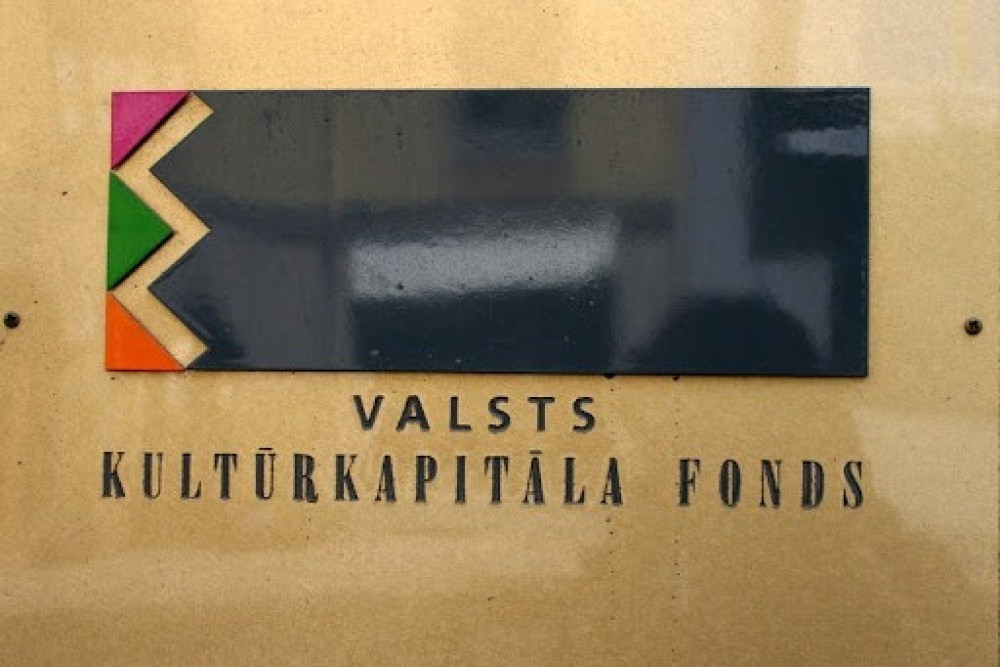 VALSTS
KULTŪRKAPITĀLA FONDS